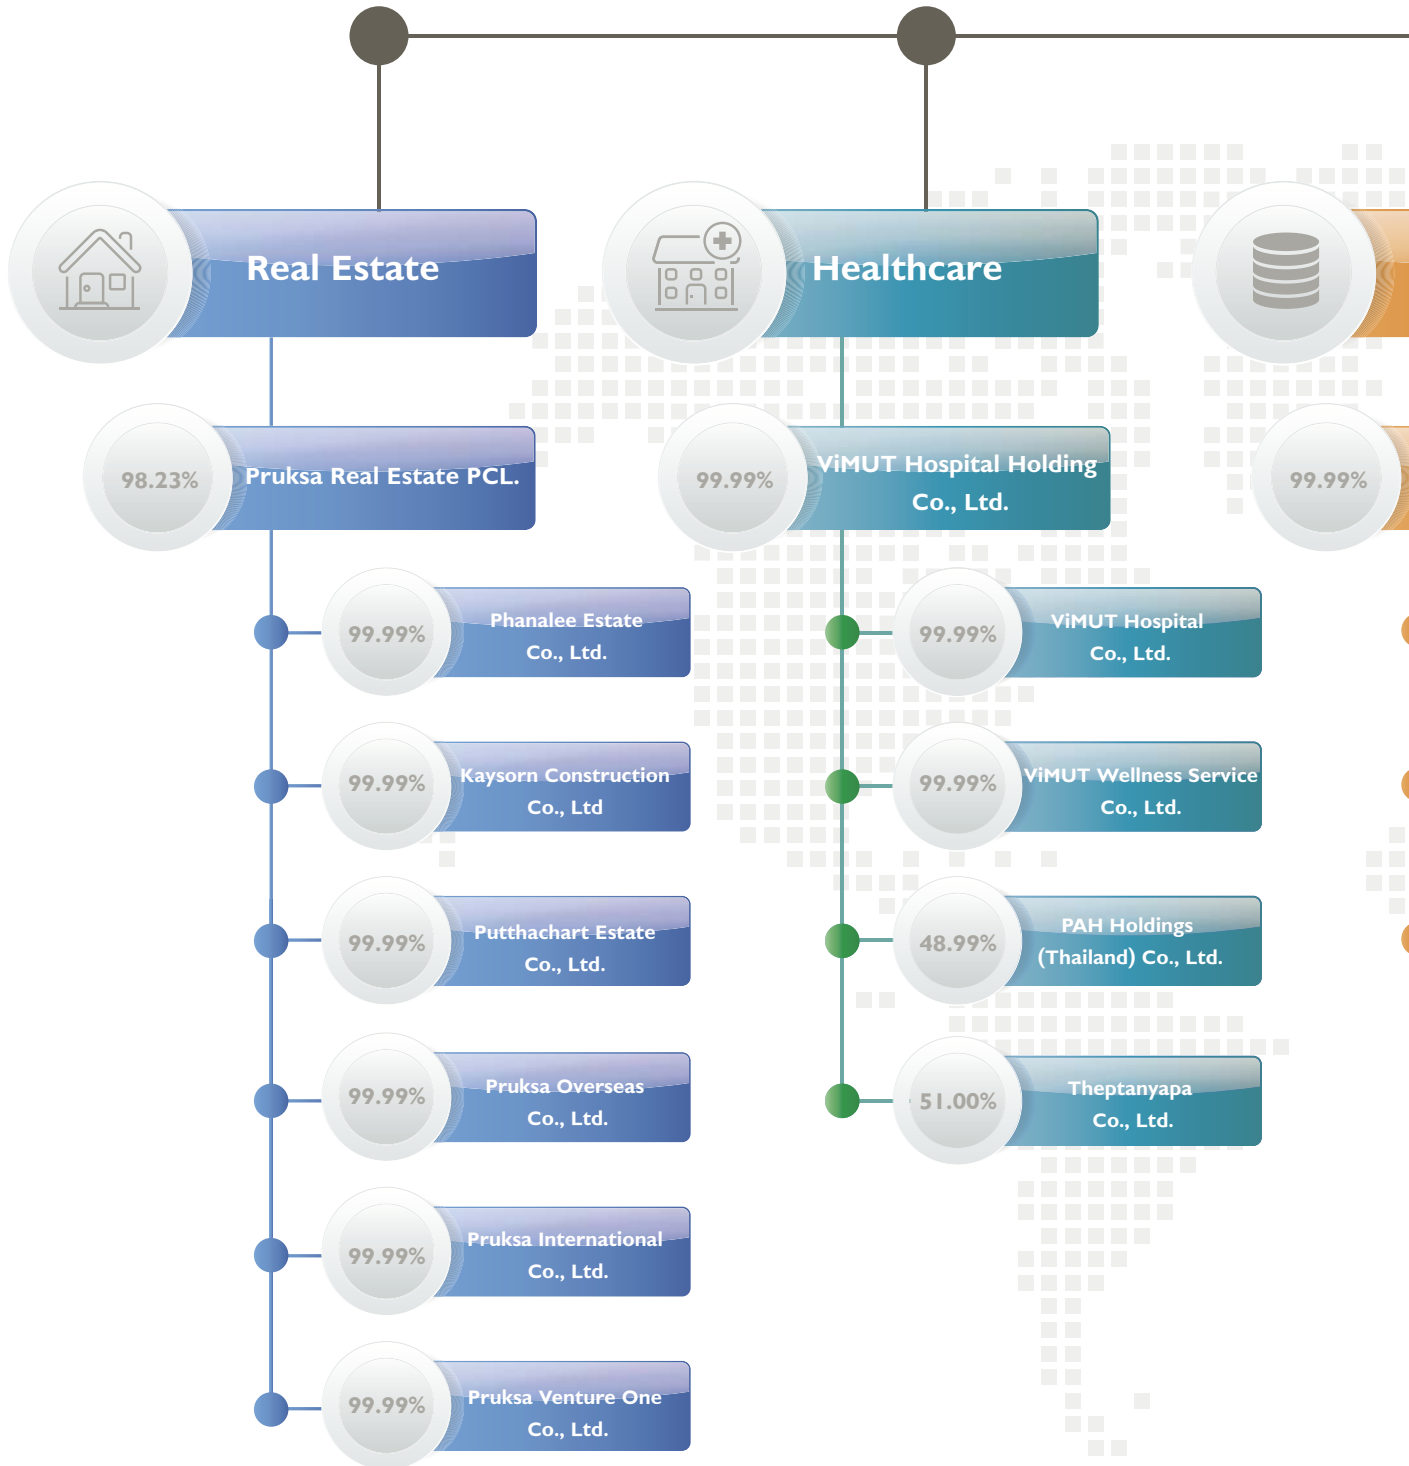 Real Estate
98.23%
Pruksa Real Estate PCL.
99.99%
Phanalee Estate
Co., Ltd.
99.99%
Kaysorn Construction
Co., Ltd
99.99%
Putthachart Estate
Co., Ltd.
99.99%
Pruksa Overseas
Co., Ltd.
99.99%
Pruksa International
Co., Ltd.
99.99%
Pruksa Venture One
Co., Ltd.
Healthcare
99.99%
ViMUT Hospital Holding
Co., Ltd.
99.99%
ViMUT Hospital
Co., Ltd.
99.99%
ViMUT Wellness Service
Co., Ltd.
48.99%
PAH Holdings
(Thailand) Co., Ltd.
51.00%
Theptanyapa
Co., Ltd.
99.99%